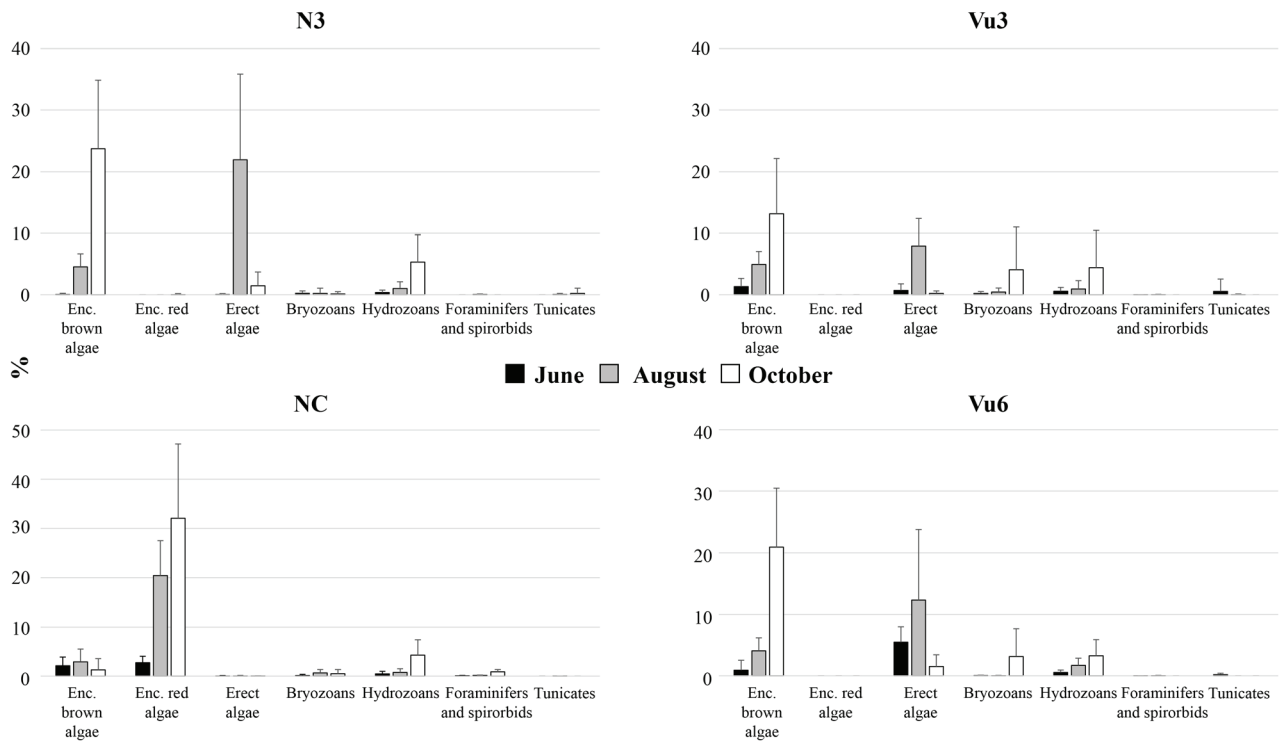 N3
Vu3
40
30
20
10
0
Enc. brown algae
Enc. red algae
Erect algae
Bryozoans
Hydrozoans
Foraminifers and spirorbids
Tunicates
40
30
20
10
0
Enc. brown algae
Enc. red algae
Erect algae
Bryozoans
Hydrozoans
Foraminifers and spirorbids
Tunicates
%
June August October
NC
Vu6
50
40
30
20
10
0
Enc. brown algae
Enc. red algae
Erect algae
Bryozoans
Hydrozoans
Foraminifers and spirorbids
Tunicates
40
30
20
10
0
Enc. brown algae
Enc. red algae
Erect algae
Bryozoans
Hydrozoans
Foraminifers and spirorbids
Tunicates